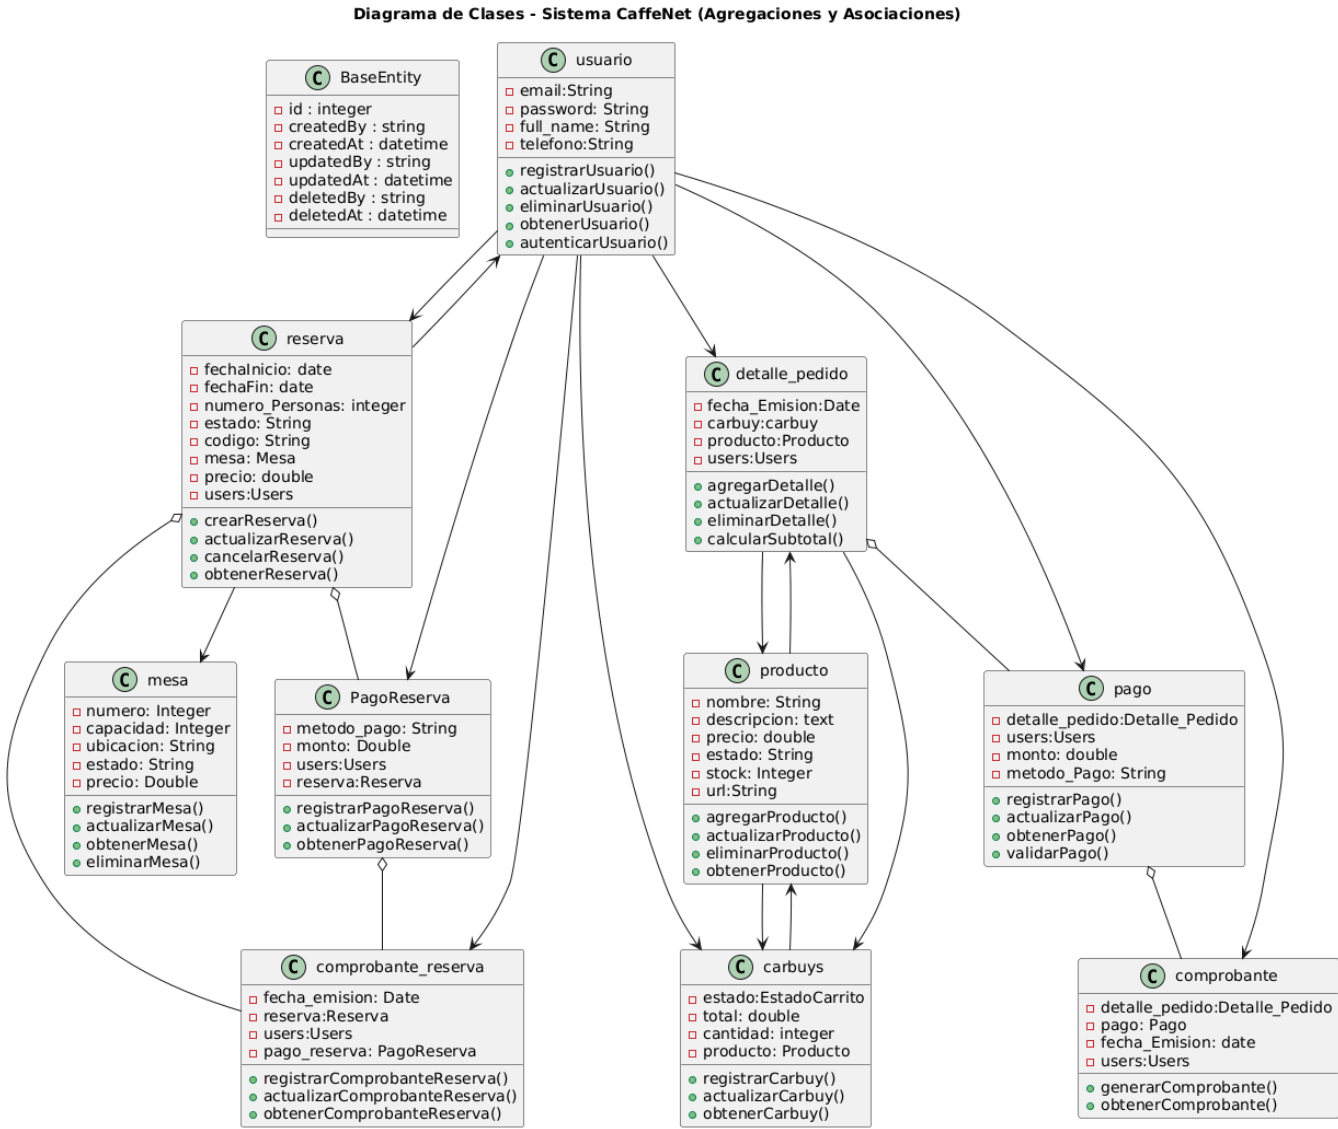 Diagrama de Clases - Sistema CaffeNet (Agregaciones y Asociaciones)
C BaseEntity
id : integer
createdBy : string
createdAt : datetime
updatedBy : string
updatedAt : datetime
deletedBy : string
deletedAt : datetime
C usuario
email:String
password: String
full_name: String
telefono:String
registrarUsuario()
actualizarUsuario()
eliminarUsuario()
obtenerUsuario()
autenticarUsuario()
C reserva
fechaInicio: date
fechaFin: date
numero_Personas: integer
estado: String
codigo: String
mesa: Mesa
precio: double
users:Users
crearReserva()
actualizarReserva()
cancelarReserva()
obtenerReserva()
C detalle_pedido
fecha_Emision:Date
carbuy:carbuy
producto:Producto
users:Users
agregarDetalle()
actualizarDetalle()
eliminarDetalle()
calcularSubtotal()
C mesa
numero: Integer
capacidad: Integer
ubicacion: String
estado: String
precio: Double
registrarMesa()
actualizarMesa()
obtenerMesa()
eliminarMesa()
C PagoReserva
metodo_pago: String
monto: Double
users:Users
reserva:Reserva
registrarPagoReserva()
actualizarPagoReserva()
obtenerPagoReserva()
C producto
nombre: String
descripcion: text
precio: double
estado: String
stock: Integer
url:String
agregarProducto()
actualizarProducto()
eliminarProducto()
obtenerProducto()
C pago
detalle_pedido:Detalle_Pedido
users:Users
monto: double
metodo_Pago: String
registrarPago()
actualizarPago()
obtenerPago()
validarPago()
C comprobante_reserva
fecha_emision: Date
reserva:Reserva
users:Users
pago_reserva: PagoReserva
registrarComprobanteReserva()
actualizarComprobanteReserva()
obtenerComprobanteReserva()
C carbuys
estado:EstadoCarrito
total: double
cantidad: integer
producto: Producto
registrarCarbuy()
actualizarCarbuy()
obtenerCarbuy()
C comprobante
detalle_pedido:Detalle_Pedido
pago: Pago
fecha_Emision: date
users:Users
generarComprobante()
obtenerComprobante()